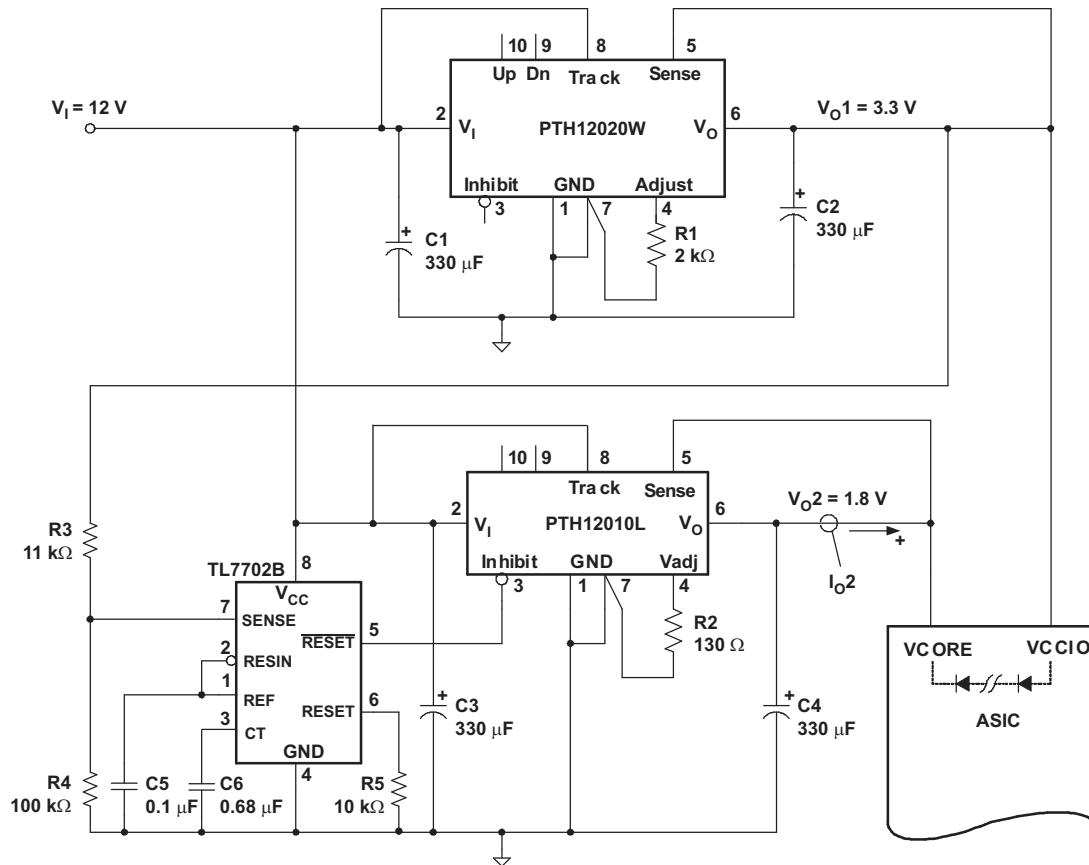 10 9 8 5
Up Dn Track Sense
V_I = 12 V
2 V_I PTH12020W V_O 6
V_O1 = 3.3 V
Inhibit GND Adjust
3 1 7 4
C1
330 μF
R1
2 kΩ
C2
330 μF
10 9 8 5
Track Sense
2 V_I PTH12010L V_O 6
V_O2 = 1.8 V
Inhibit GND Vadj
3 1 7 4
I_O2
R3
11 kΩ
TL7702B
8
V_CC
7 SENSE
RESET 5
2 RESIN
1 REF
RESET 6
3 CT
GND
4
R2
130 Ω
C3
330 μF
C4
330 μF
R4
100 kΩ
C5
0.1 μF
C6
0.68 μF
R5
10 kΩ
VCORE VCCIO
ASIC